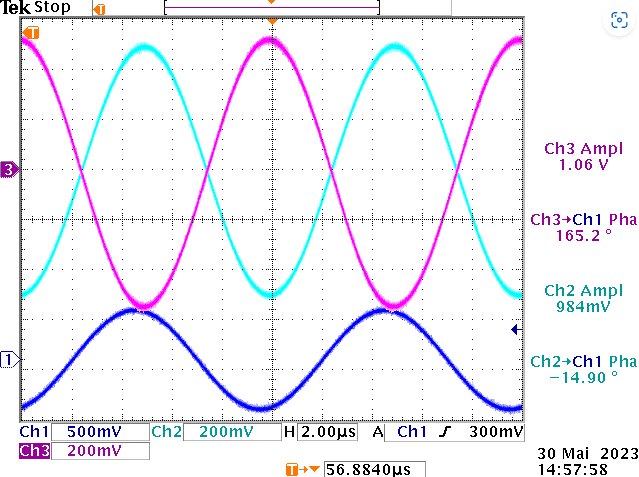 Tek Stop
T
T
3
Ch3 Ampl
1.06 V
Ch3→Ch1 Pha
165.2 °
Ch2 Ampl
984mV
1
Ch2→Ch1 Pha
−14.90 °
Ch1 500mV Ch2 200mV H 2.00µs A Ch1 300mV
Ch3 200mV
T 56.8840µs
30 Mai 2023
14:57:58